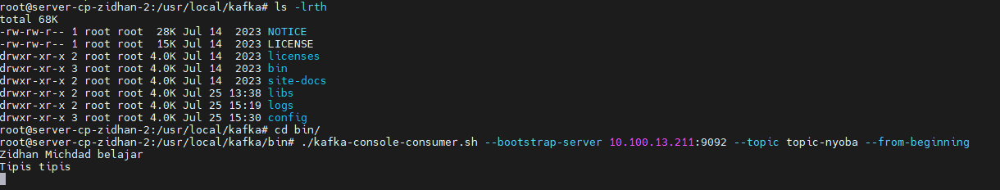 root@server-cp-zidhan-2:/usr/local/kafka# ls -lrth
total 68K
-rw-rw-r-- 1 root root  28K Jul 14  2023 NOTICE
-rw-rw-r-- 1 root root  15K Jul 14  2023 LICENSE
drwxr-xr-x 2 root root 4.0K Jul 14  2023 licenses
drwxr-xr-x 3 root root 4.0K Jul 14  2023 bin
drwxr-xr-x 2 root root 4.0K Jul 14  2023 site-docs
drwxr-xr-x 2 root root 4.0K Jul 25 13:38 libs
drwxr-xr-x 2 root root 4.0K Jul 25 15:19 logs
drwxr-xr-x 3 root root 4.0K Jul 25 15:30 config
root@server-cp-zidhan-2:/usr/local/kafka# cd bin/
root@server-cp-zidhan-2:/usr/local/kafka/bin# ./kafka-console-consumer.sh --bootstrap-server 10.100.13.211:9092 --topic topic-nyoba --from-beginning
Zidhan Michdad belajar
Tipis tipis